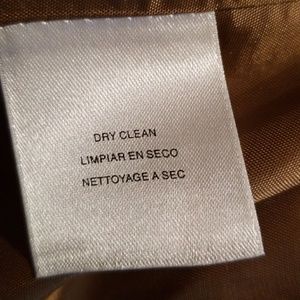 DRY CLEAN
LIMPIAR EN SECO
NETTOYAGE A SEC